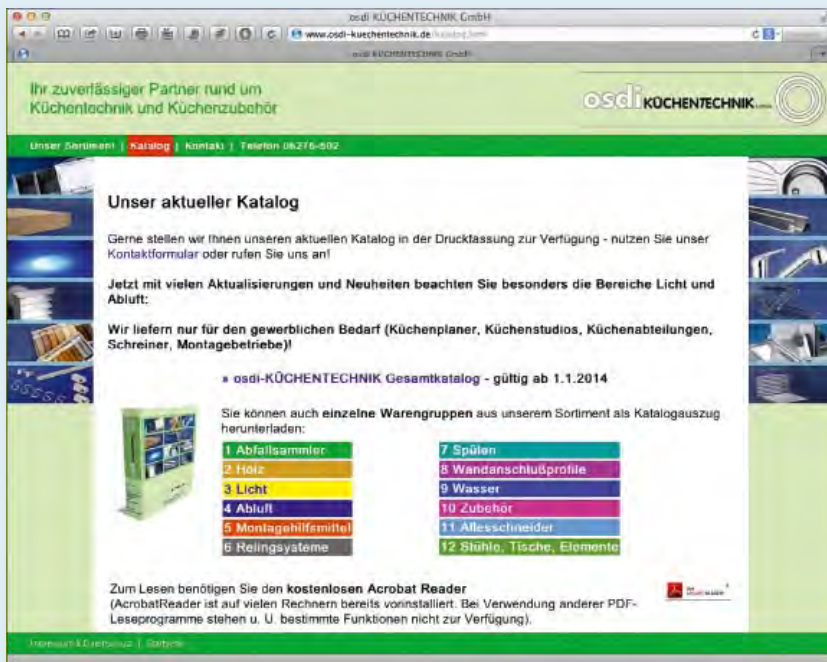 osdi KÜCHENTECHNIK GmbH
www.osdi-kuechentechnik.de
osdi KÜCHENTECHNIK GmbH
Ihr zuverlässiger Partner rund um
Küchentechnik und Küchenzubehör
osdi KÜCHENTECHNIK
Unser Sortiment | Katalog | Kontakt | Telefon 06276-502
Unser aktueller Katalog
Gerne stellen wir Ihnen unseren aktuellen Katalog in der Druckfassung zur Verfügung - nutzen Sie unser
Kontaktformular oder rufen Sie uns an!
Jetzt mit vielen Aktualisierungen und Neuheiten beachten Sie besonders die Bereiche Licht und
Abluft:
Wir liefern nur für den gewerblichen Bedarf (Küchenplaner, Küchenstudios, Küchenabteilungen,
Schreiner, Montagebetriebe)!
» osdi-KÜCHENTECHNIK Gesamtkatalog - gültig ab 1.1.2014
Sie können auch einzelne Warengruppen aus unserem Sortiment als Katalogauszug
herunterladen:
1 Abfallsammler
2 Holz
3 Licht
4 Abluft
5 Montagehilfsmittel
6 Relingsysteme
7 Spülen
8 Wandanschlußprofile
9 Wasser
10 Zubehör
11 Allesschneider
12 Stühle, Tische, Elemente
Zum Lesen benötigen Sie den kostenlosen Acrobat Reader
(AcrobatReader ist auf vielen Rechnern bereits vorinstalliert. Bei Verwendung anderer PDF-
Leseprogramme stehen u. U. bestimmte Funktionen nicht zur Verfügung).
| Startseite